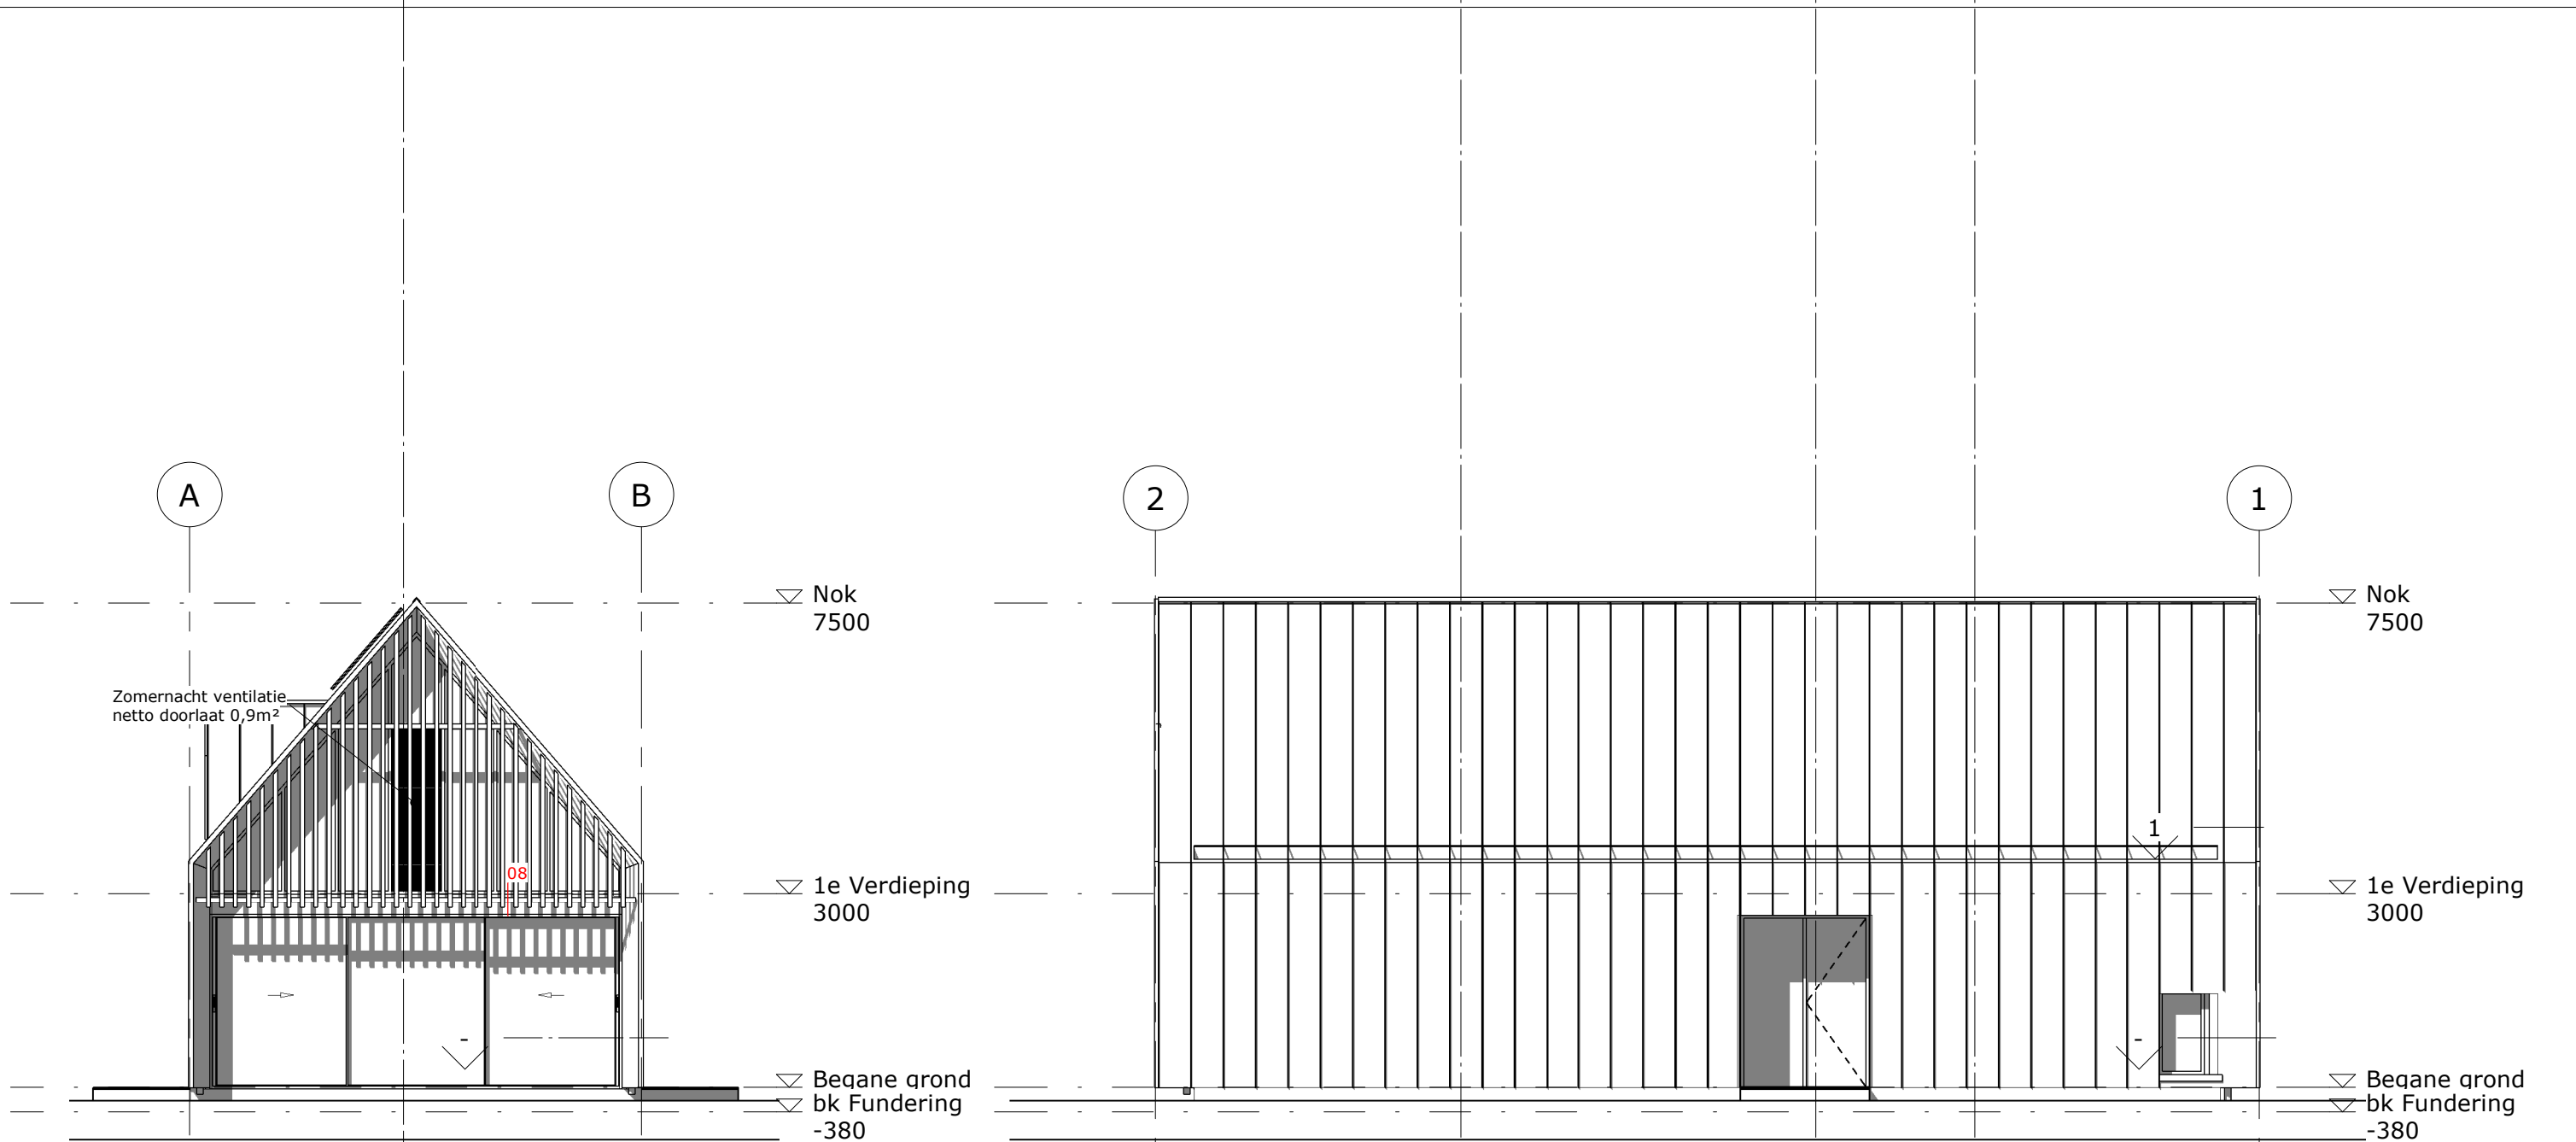 A
B
2
1
Nok
7500
Nok
7500
Zomernacht ventilatie
netto doorlaat 0,9m²
1
08
1e Verdieping
3000
1e Verdieping
3000
-
-
Begane grond
bk Fundering
-380
Begane grond
bk Fundering
-380